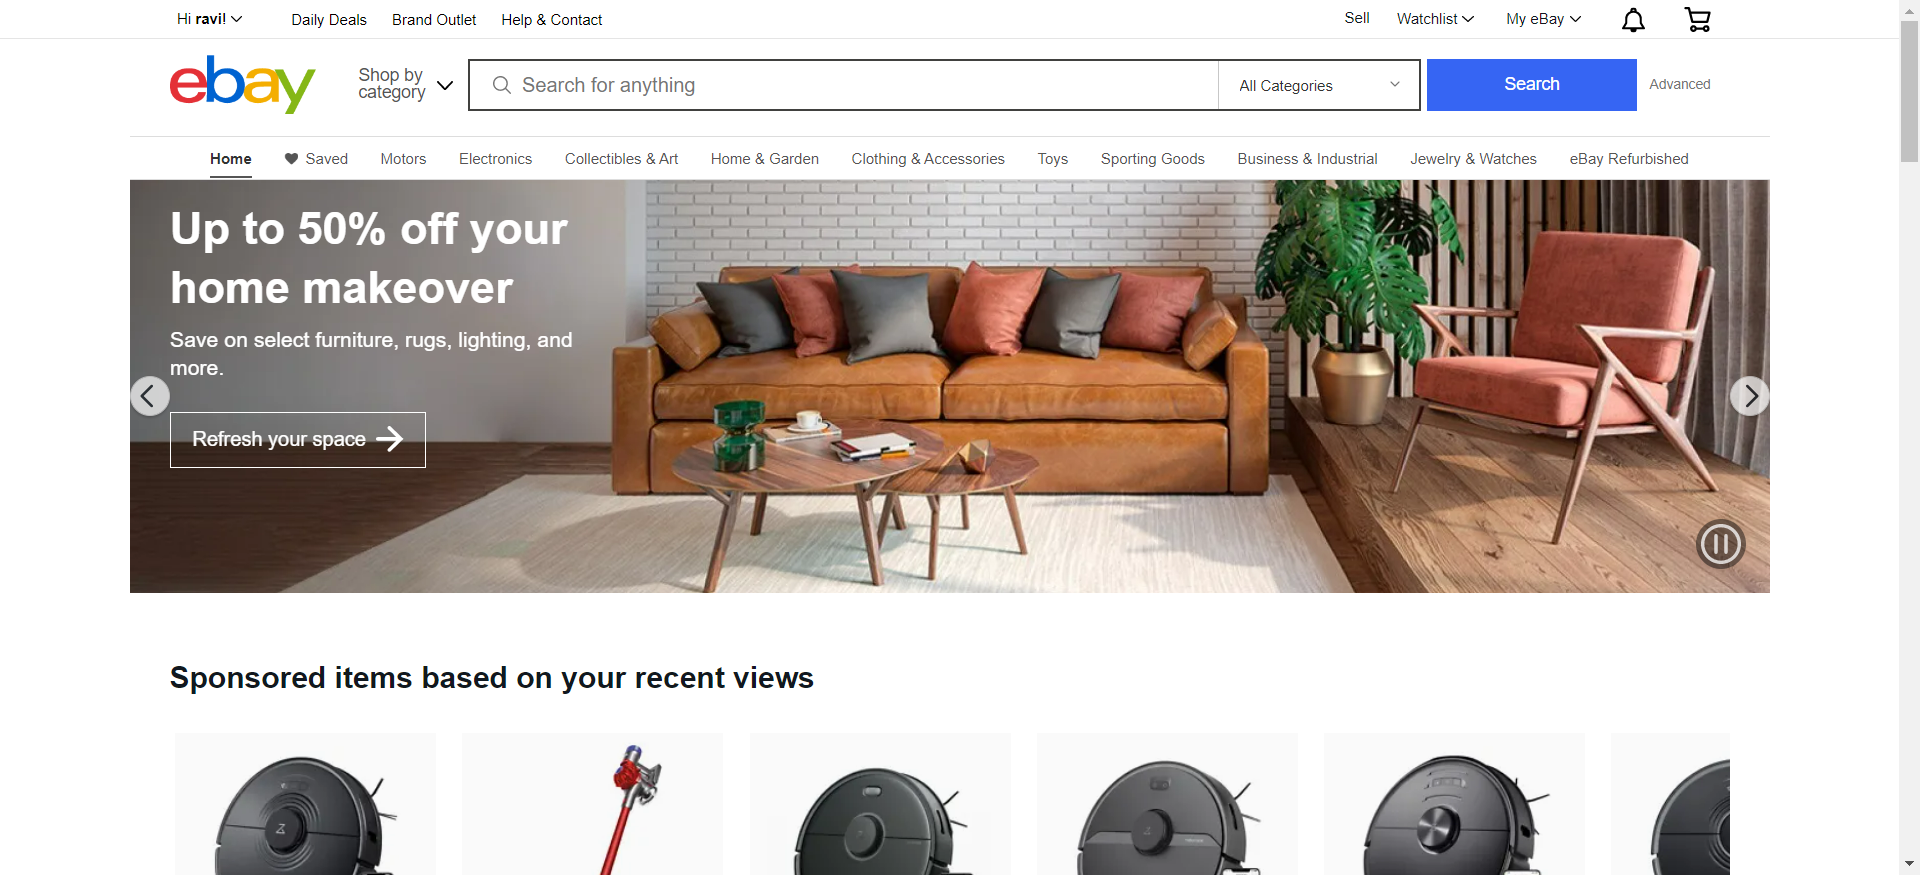 Hi ravi!
Daily Deals
Brand Outlet
Help & Contact
Sell
Watchlist
My eBay
ebay
Shop by
category
Search for anything
All Categories
Search
Advanced
Home
Saved
Motors
Electronics
Collectibles & Art
Home & Garden
Clothing & Accessories
Toys
Sporting Goods
Business & Industrial
Jewelry & Watches
eBay Refurbished
Up to 50% off your
home makeover
Save on select furniture, rugs, lighting, and
more.
Refresh your space
Sponsored items based on your recent views